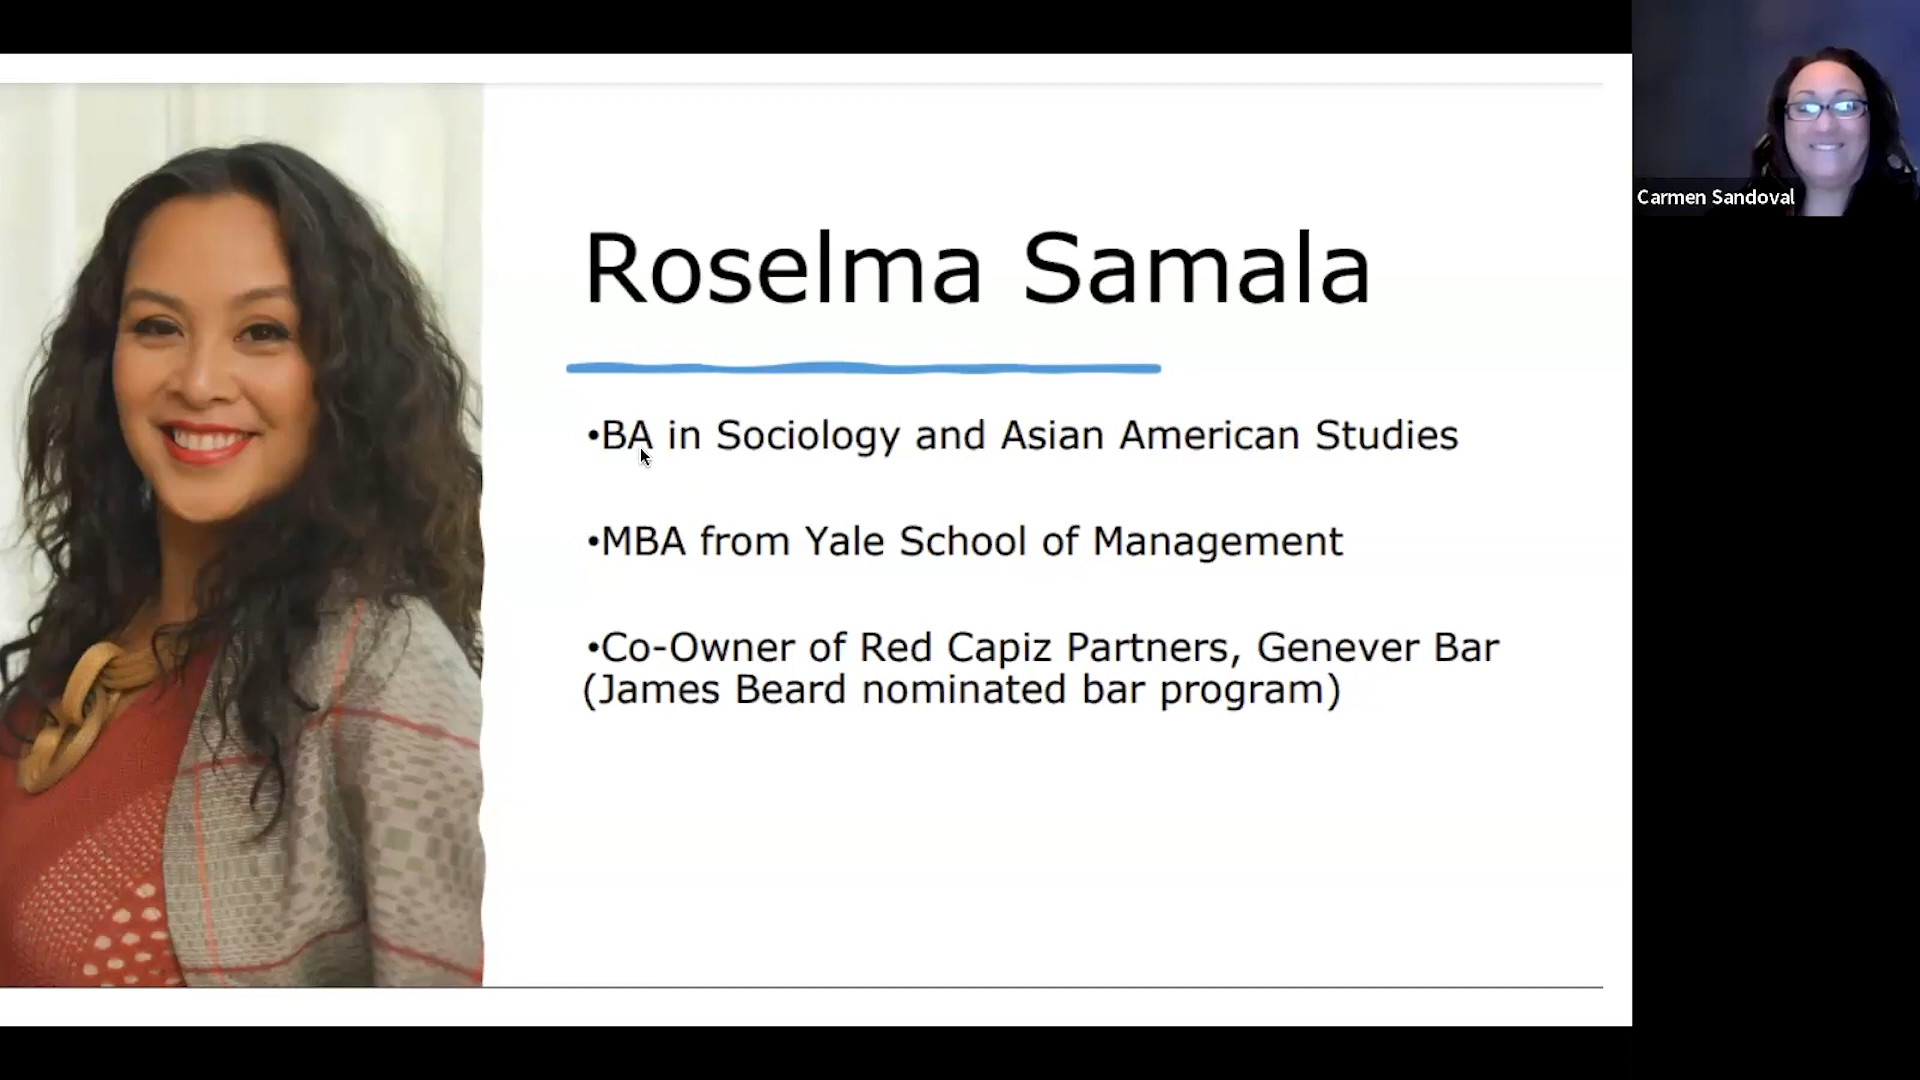 Roselma Samala
•BA in Sociology and Asian American Studies
•MBA from Yale School of Management
•Co-Owner of Red Capiz Partners, Genever Bar
(James Beard nominated bar program)
Carmen Sandoval